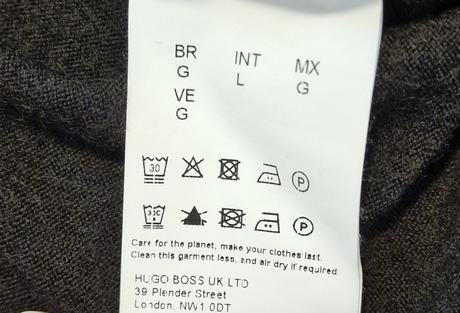 BR INT MX
G L G
VE
G
30 P
30C P
Care for the planet, make your clothes last.
Clean this garment less, and air dry if required
HUGO BOSS UK LTD
39 Plender Street
London, NW1 0DT